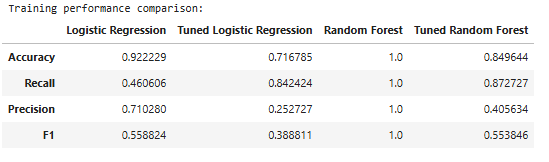 Training performance comparison:
Logistic Regression Tuned Logistic Regression Random Forest Tuned Random Forest
Accuracy 0.922229 0.716785 1.0 0.849644
Recall 0.460606 0.842424 1.0 0.872727
Precision 0.710280 0.252727 1.0 0.405634
F1 0.558824 0.388811 1.0 0.553846